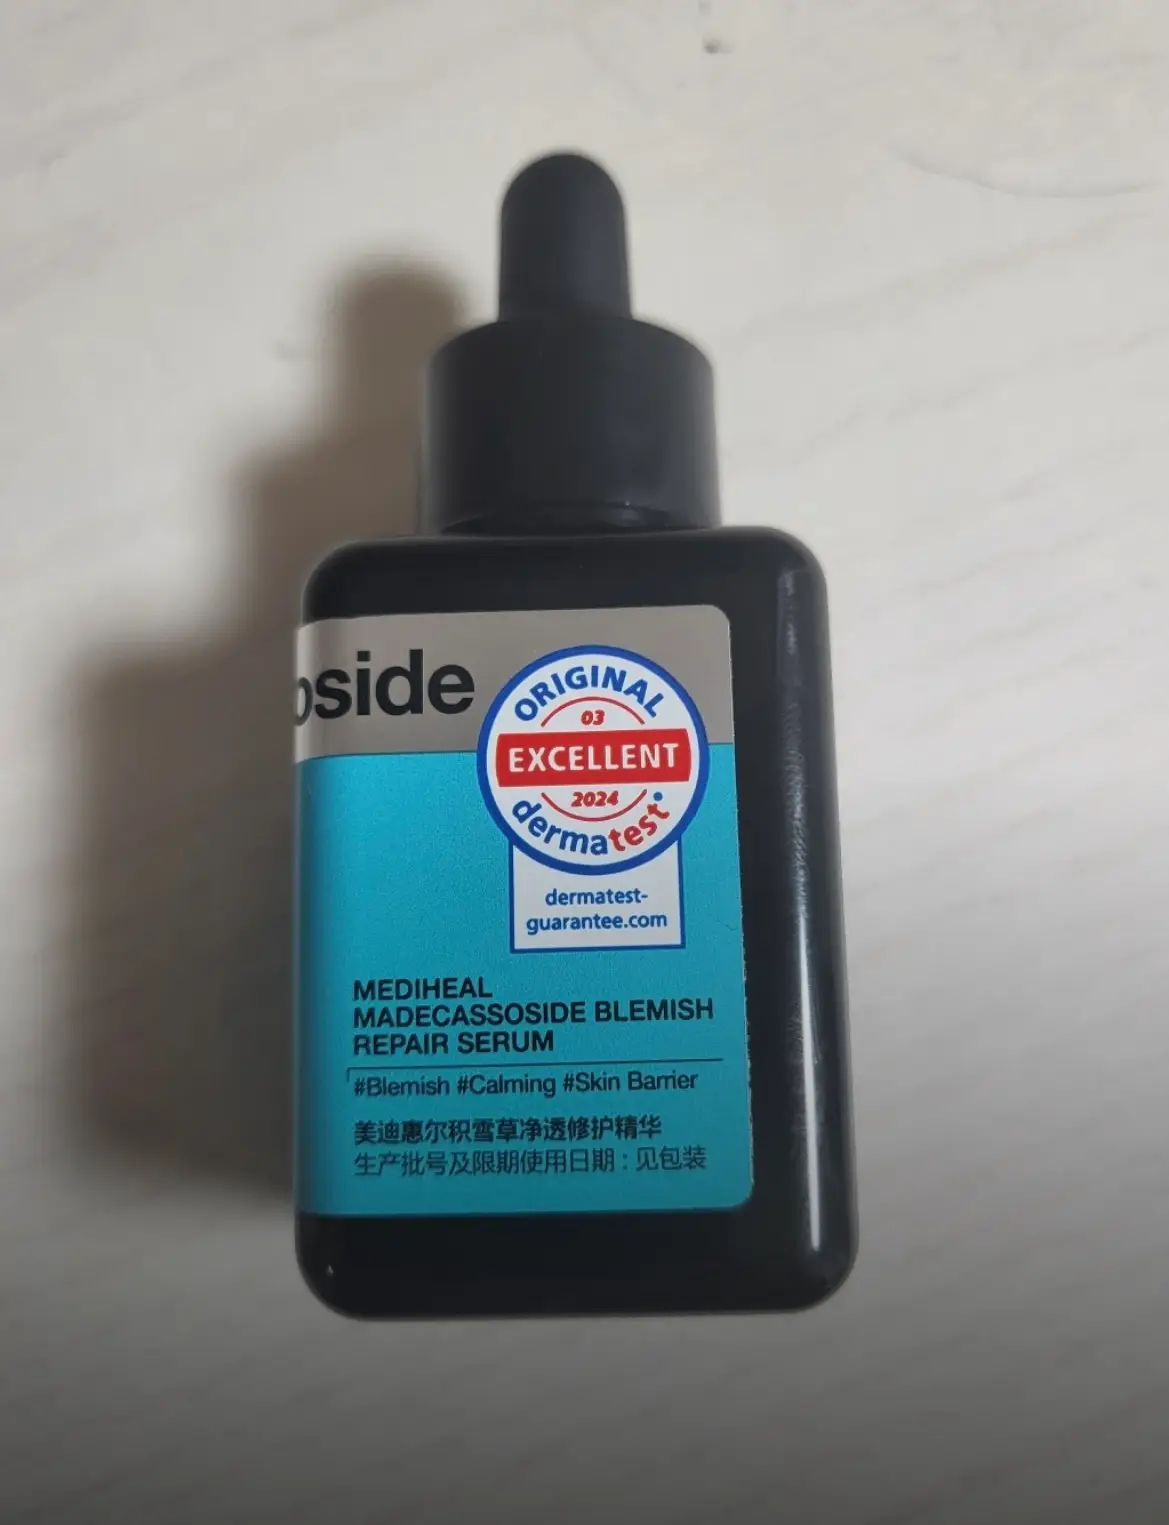 oside
ORIGINAL
03
EXCELLENT
2024
dermatest
dermatest-
guarantee.com
MEDIHEAL
MADECASSOSIDE BLEMISH
REPAIR SERUM
#Blemish #Calming #Skin Barrier
美迪惠尔积雪草净透修护精华
生产批号及限期使用日期：见包装